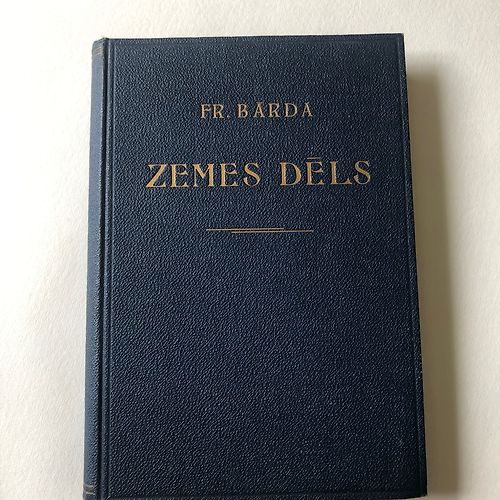 FR. BĀRDA
ZEMES DĒLS